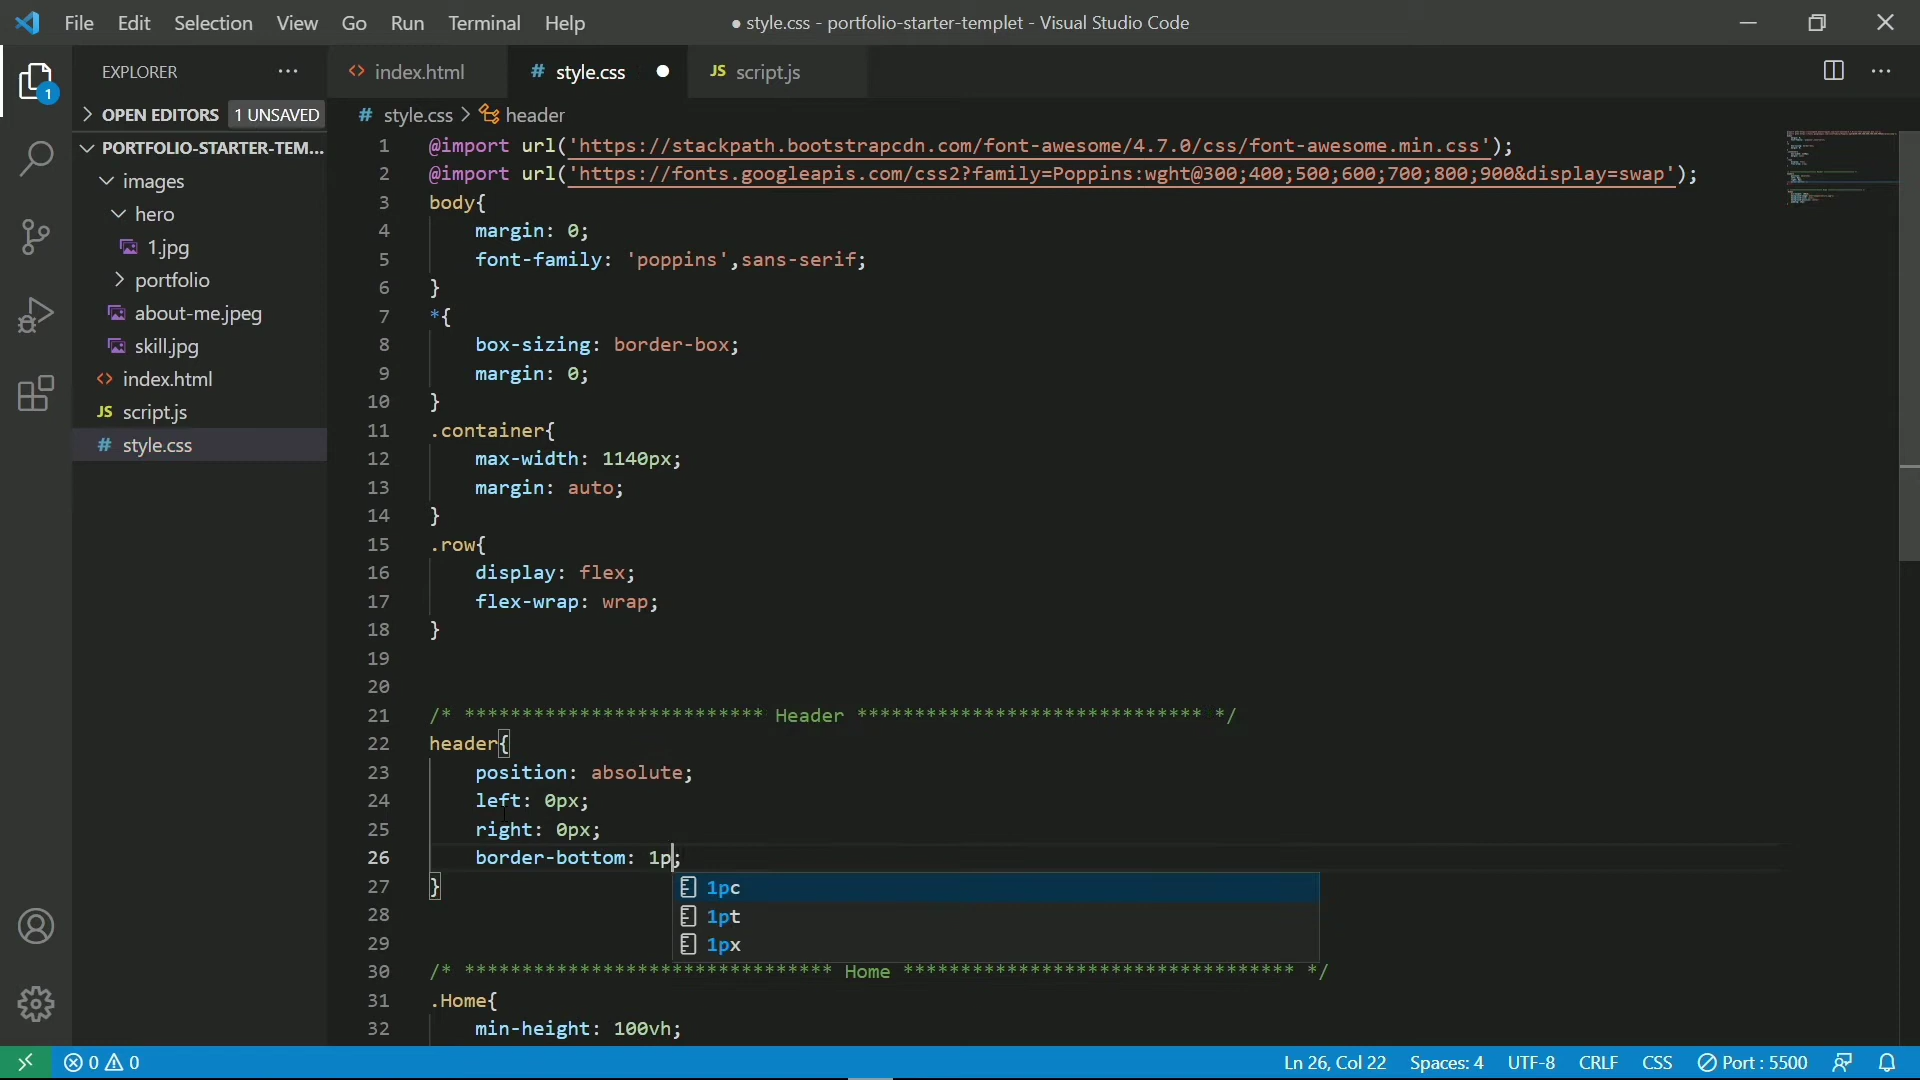 File Edit Selection View Go Run Terminal Help
● style.css - portfolio-starter-templet - Visual Studio Code
EXPLORER
OPEN EDITORS 1 UNSAVED
PORTFOLIO-STARTER-TEM...
images
hero
1.jpg
portfolio
about-me.jpeg
skill.jpg
<> index.html
JS script.js
# style.css
1
<> index.html # style.css ● JS script.js
# style.css > header
1 @import url('https://stackpath.bootstrapcdn.com/font-awesome/4.7.0/css/font-awesome.min.css');
2 @import url('https://fonts.googleapis.com/css2?family=Poppins:wght@300;400;500;600;700;800;900&display=swap');
3 body{
4 margin: 0;
5 font-family: 'poppins',sans-serif;
6 }
7 *{
8 box-sizing: border-box;
9 margin: 0;
10 }
11 .container{
12 max-width: 1140px;
13 margin: auto;
14 }
15 .row{
16 display: flex;
17 flex-wrap: wrap;
18 }
19
20
21 /* ************************** Header ****************************** */
22 header{
23 position: absolute;
24 left: 0px;
25 right: 0px;
26 border-bottom: 1p;
27 }
1pc
1pt
1px
28
29
30 /* ******************************** Home ********************************** */
31 .Home{
32 min-height: 100vh;
0 0
Ln 26, Col 22 Spaces: 4 UTF-8 CRLF CSS Port : 5500